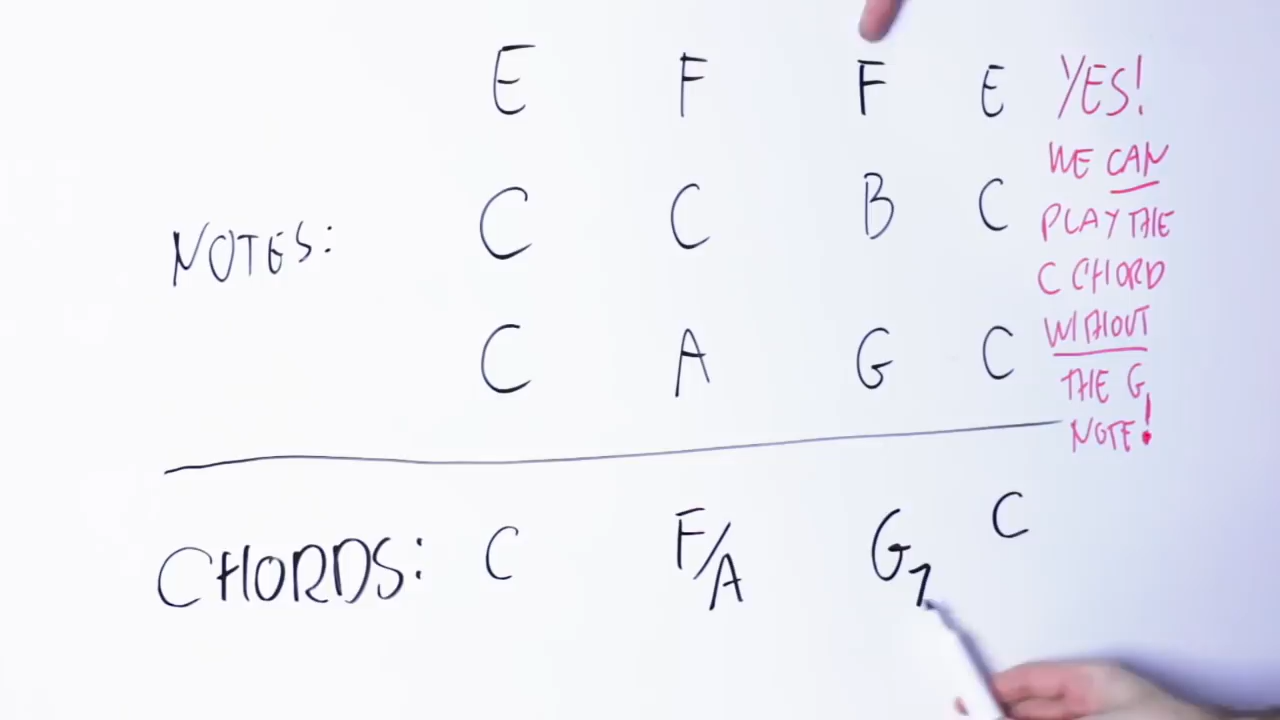 E F F E
NOTES: C C B C
C A G C
CHORDS: C F/A G7 C
YES!
WE CAN
PLAY THE
C CHORD
WITHOUT
THE G
NOTE!